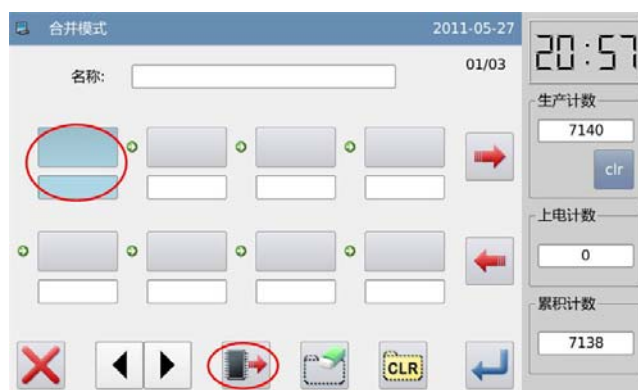 合并模式 2011-05-27
01/03
名称:
20:57
生产计数
7140
clr
上电计数
0
累积计数
7138
CLR